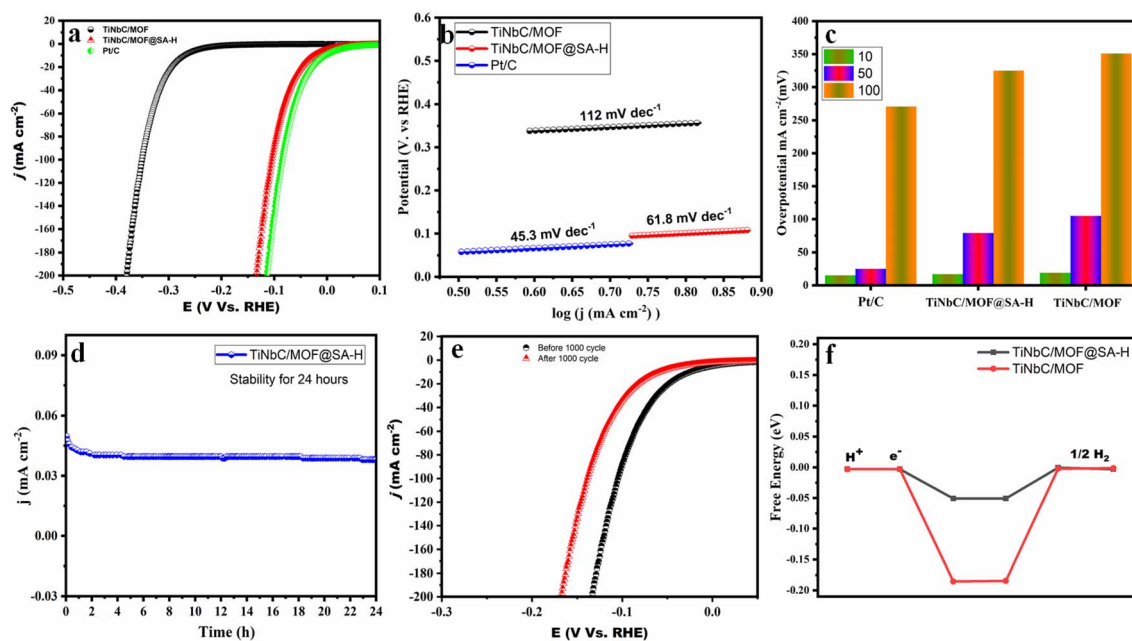 a
TiNbC/MOF
TiNbC/MOF@SA-H
Pt/C
j (mA cm-2)
0
-20
-40
-60
-80
-100
-120
-140
-160
-180
-200
-0.5 -0.4 -0.3 -0.2 -0.1 0.0 0.1
E (V Vs. RHE)
b
TiNbC/MOF
TiNbC/MOF@SA-H
Pt/C
112 mV dec-1
61.8 mV dec-1
45.3 mV dec-1
Potential (V. vs RHE)
0.6
0.5
0.4
0.3
0.2
0.1
0.0
0.50 0.55 0.60 0.65 0.70 0.75 0.80 0.85 0.90
log (j (mA cm-2) )
c
10
50
100
Overpotential mA cm-2(mV)
400
350
300
250
200
150
100
50
0
Pt/C TiNbC/MOF@SA-H TiNbC/MOF
d
TiNbC/MOF@SA-H
Stability for 24 hours
j (mA cm-2)
0.09
0.06
0.03
0.00
-0.03
0 2 4 6 8 10 12 14 16 18 20 22 24
Time (h)
e
Before 1000 cycle
After 1000 cycle
j (mA cm-2)
0
-20
-40
-60
-80
-100
-120
-140
-160
-180
-200
-0.3 -0.2 -0.1 0.0
E (V Vs. RHE)
f
TiNbC/MOF@SA-H
TiNbC/MOF
H+ e- 1/2 H2
Free Energy (eV)
0.20
0.15
0.10
0.05
0.00
-0.05
-0.10
-0.15
-0.20